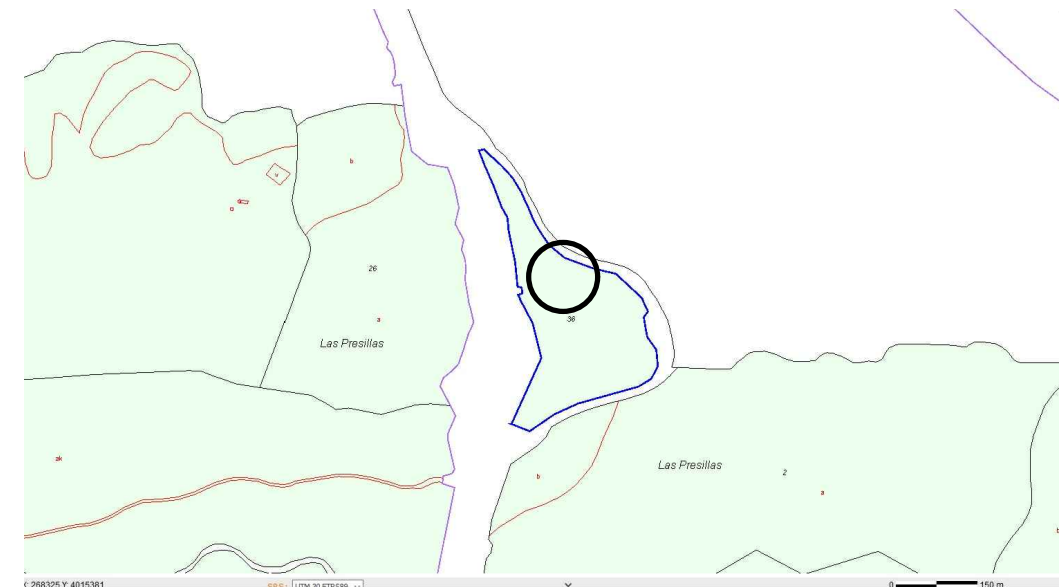 b
26
a
Las Presillas
36
ak
Las Presillas
2
b
a
b
X: 268325 Y: 4015381
SRS: UTM 30 ETRS89
0 150 m